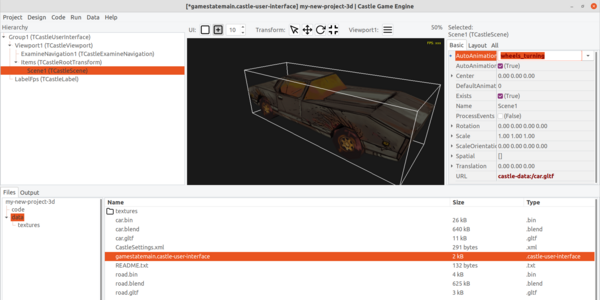 [*gamestatemain.castle-user-interface] my-new-project-3d | Castle Game Engine
Project Design Code Run Data Help
Hierarchy
Group1 (TCastleUserInterface)
Viewport1 (TCastleViewport)
ExamineNavigation1 (TCastleExamineNavigation)
Items (TCastleRootTransform)
Scene1 (TCastleScene)
LabelFps (TCastleLabel)
UI: 10 Transform: Viewport1: 50%
Selected:
Scene1 (TCastleScene)
Basic Layout All
AutoAnimation wheels_turning
AutoAnimation (True)
Center 0.00 0.00 0.00
DefaultAnimati 0
Exists (True)
Name Scene1
ProcessEvents (False)
Rotation 0.00 0.00 0.00 0.00
Scale 1.00 1.00 1.00
ScaleOrientatio 0.00 0.00 0.00 0.00
Spatial []
Translation 0.00 0.00 0.00
URL castle-data:/car.gltf
Files Output
my-new-project-3d
code
data
textures
Name Size Type
textures
car.bin 26 kB .bin
car.blend 640 kB .blend
car.gltf 11 kB .gltf
CastleSettings.xml 291 bytes .xml
gamestatemain.castle-user-interface 2 kB .castle-user-interface
README.txt 132 bytes .txt
road.bin 4 kB .bin
road.blend 625 kB .blend
road.gltf 3 kB .gltf